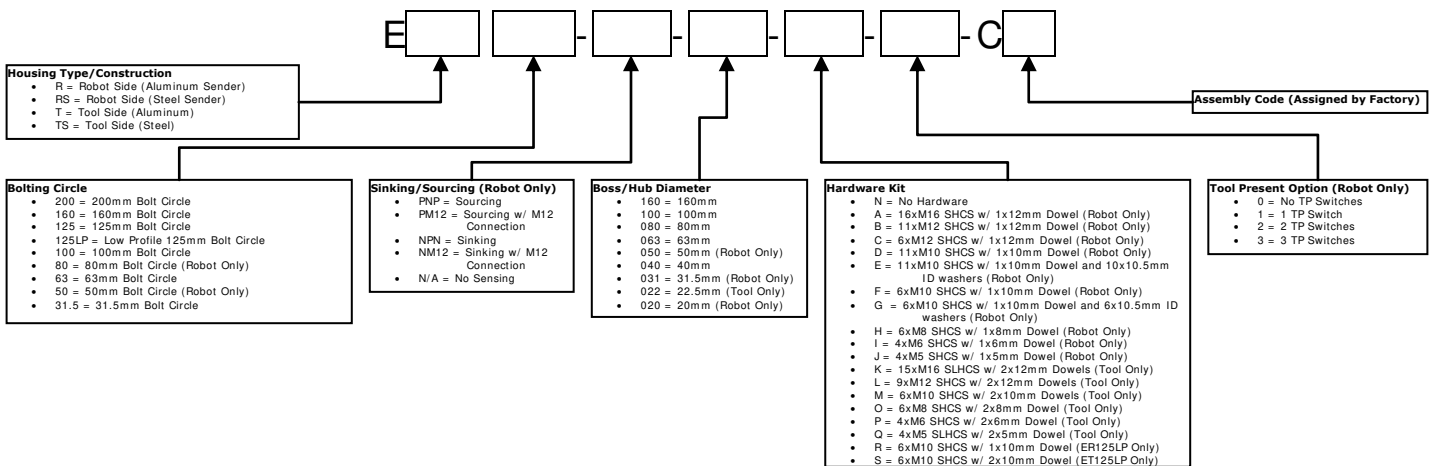 E - - - - - C
Housing Type/Construction
• R = Robot Side (Aluminum Sender)
• RS = Robot Side (Steel Sender)
• T = Tool Side (Aluminum)
• TS = Tool Side (Steel)
Assembly Code (Assigned by Factory)
Bolting Circle
• 200 = 200mm Bolt Circle
• 160 = 160mm Bolt Circle
• 125 = 125mm Bolt Circle
• 125LP = Low Profile 125mm Bolt Circle
• 100 = 100mm Bolt Circle
• 80 = 80mm Bolt Circle (Robot Only)
• 63 = 63mm Bolt Circle
• 50 = 50mm Bolt Circle (Robot Only)
• 31.5 = 31.5mm Bolt Circle
Sinking/Sourcing (Robot Only)
• PNP = Sourcing
• PM12 = Sourcing w/ M12
Connection
• NPN = Sinking
• NM12 = Sinking w/ M12
Connection
• N/A = No Sensing
Boss/Hub Diameter
• 160 = 160mm
• 100 = 100mm
• 080 = 80mm
• 063 = 63mm
• 050 = 50mm (Robot Only)
• 040 = 40mm
• 031 = 31.5mm (Robot Only)
• 022 = 22.5mm (Tool Only)
• 020 = 20mm (Robot Only)
Hardware Kit
• N = No Hardware
• A = 16xM16 SHCS w/ 1x12mm Dowel (Robot Only)
• B = 11xM12 SHCS w/ 1x12mm Dowel (Robot Only)
• C = 6xM12 SHCS w/ 1x12mm Dowel (Robot Only)
• D = 11xM10 SHCS w/ 1x10mm Dowel (Robot Only)
• E = 11xM10 SHCS w/ 1x10mm Dowel and 10x10.5mm
ID washers (Robot Only)
• F = 6xM10 SHCS w/ 1x10mm Dowel (Robot Only)
• G = 6xM10 SHCS w/ 1x10mm Dowel and 6x10.5mm ID
washers (Robot Only)
• H = 6xM8 SHCS w/ 1x8mm Dowel (Robot Only)
• I = 4xM6 SHCS w/ 1x6mm Dowel (Robot Only)
• J = 4xM5 SHCS w/ 1x5mm Dowel (Robot Only)
• K = 15xM16 SLHCS w/ 2x12mm Dowels (Tool Only)
• L = 9xM12 SHCS w/ 2x12mm Dowels (Tool Only)
• M = 6xM10 SHCS w/ 2x10mm Dowels (Tool Only)
• O = 6xM8 SHCS w/ 2x8mm Dowel (Tool Only)
• P = 4xM6 SHCS w/ 2x6mm Dowel (Tool Only)
• Q = 4xM5 SLHCS w/ 2x5mm Dowel (Tool Only)
• R = 6xM10 SHCS w/ 1x10mm Dowel (ER125LP Only)
• S = 6xM10 SHCS w/ 2x10mm Dowel (ET125LP Only)
Tool Present Option (Robot Only)
• 0 = No TP Switches
• 1 = 1 TP Switch
• 2 = 2 TP Switches
• 3 = 3 TP Switches